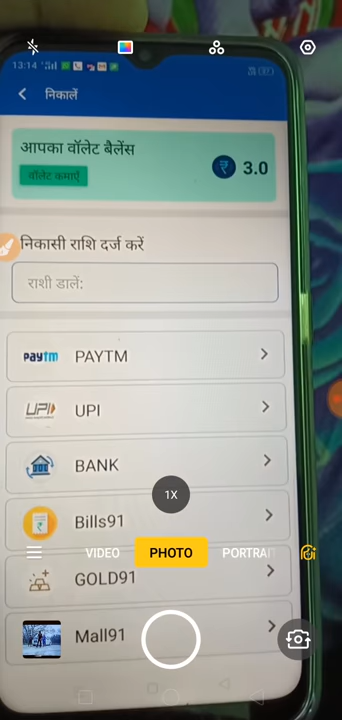 13:14
निकालें
आपका वॉलेट बैलेंस
वॉलेट कमाएँ
₹ 3.0
निकासी राशि दर्ज करें
राशी डालें:
paytm PAYTM
UPI UPI
BANK
1X
Bills91
VIDEO PHOTO PORTRAI
GOLD91
Mall91